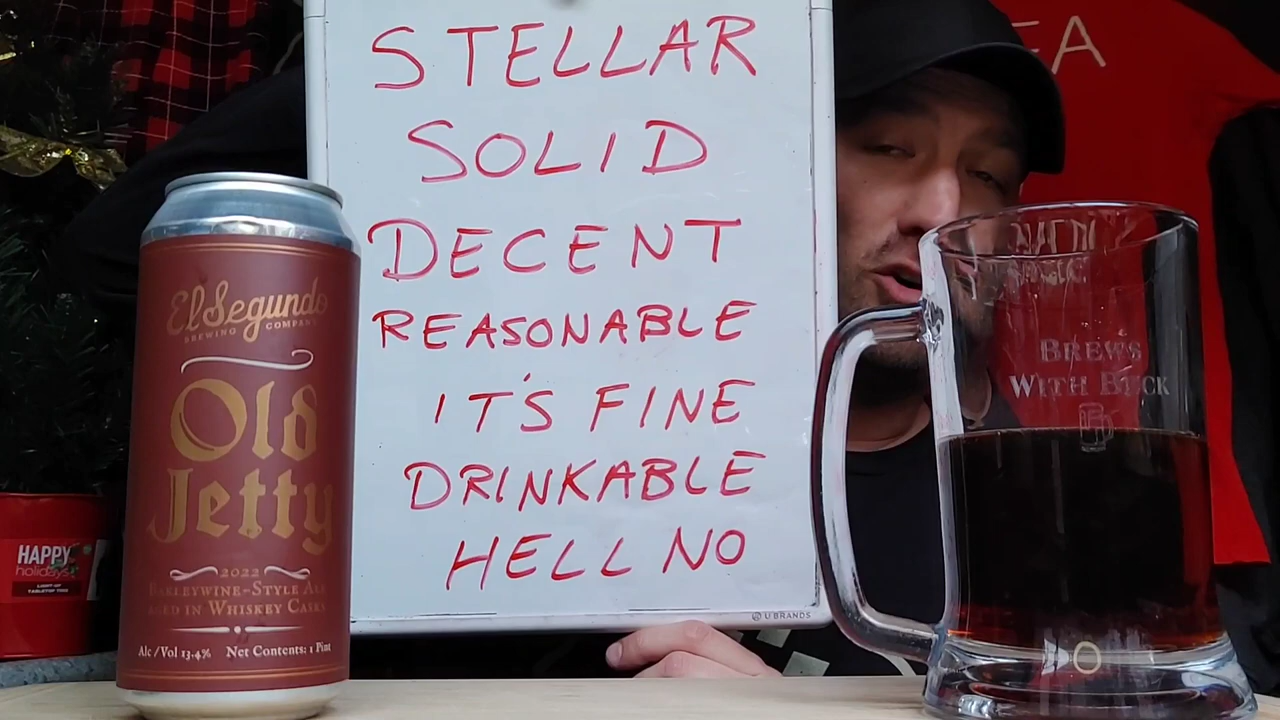 STELLAR
SOLID
DECENT
REASONABLE
IT'S FINE
DRINKABLE
HELL NO
U BRANDS
El Segundo
BREWING COMPANY
Old
Jetty
2022
BARLEYWINE-STYLE ALE
AGED IN WHISKEY CASKS
Alc / Vol 13.4% Net Contents: 1 Pint
HAPPY
holidays
BREWS
WITH BUCK